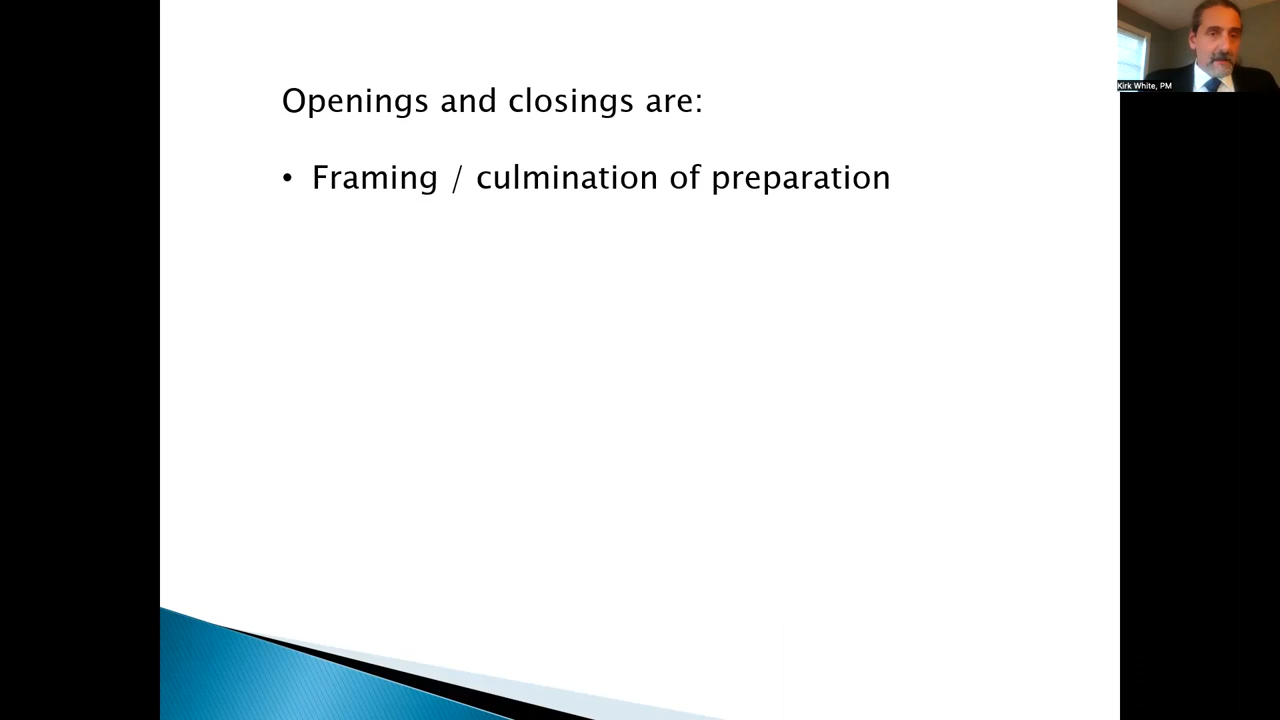 Openings and closings are:
• Framing / culmination of preparation
Kirk White, PM